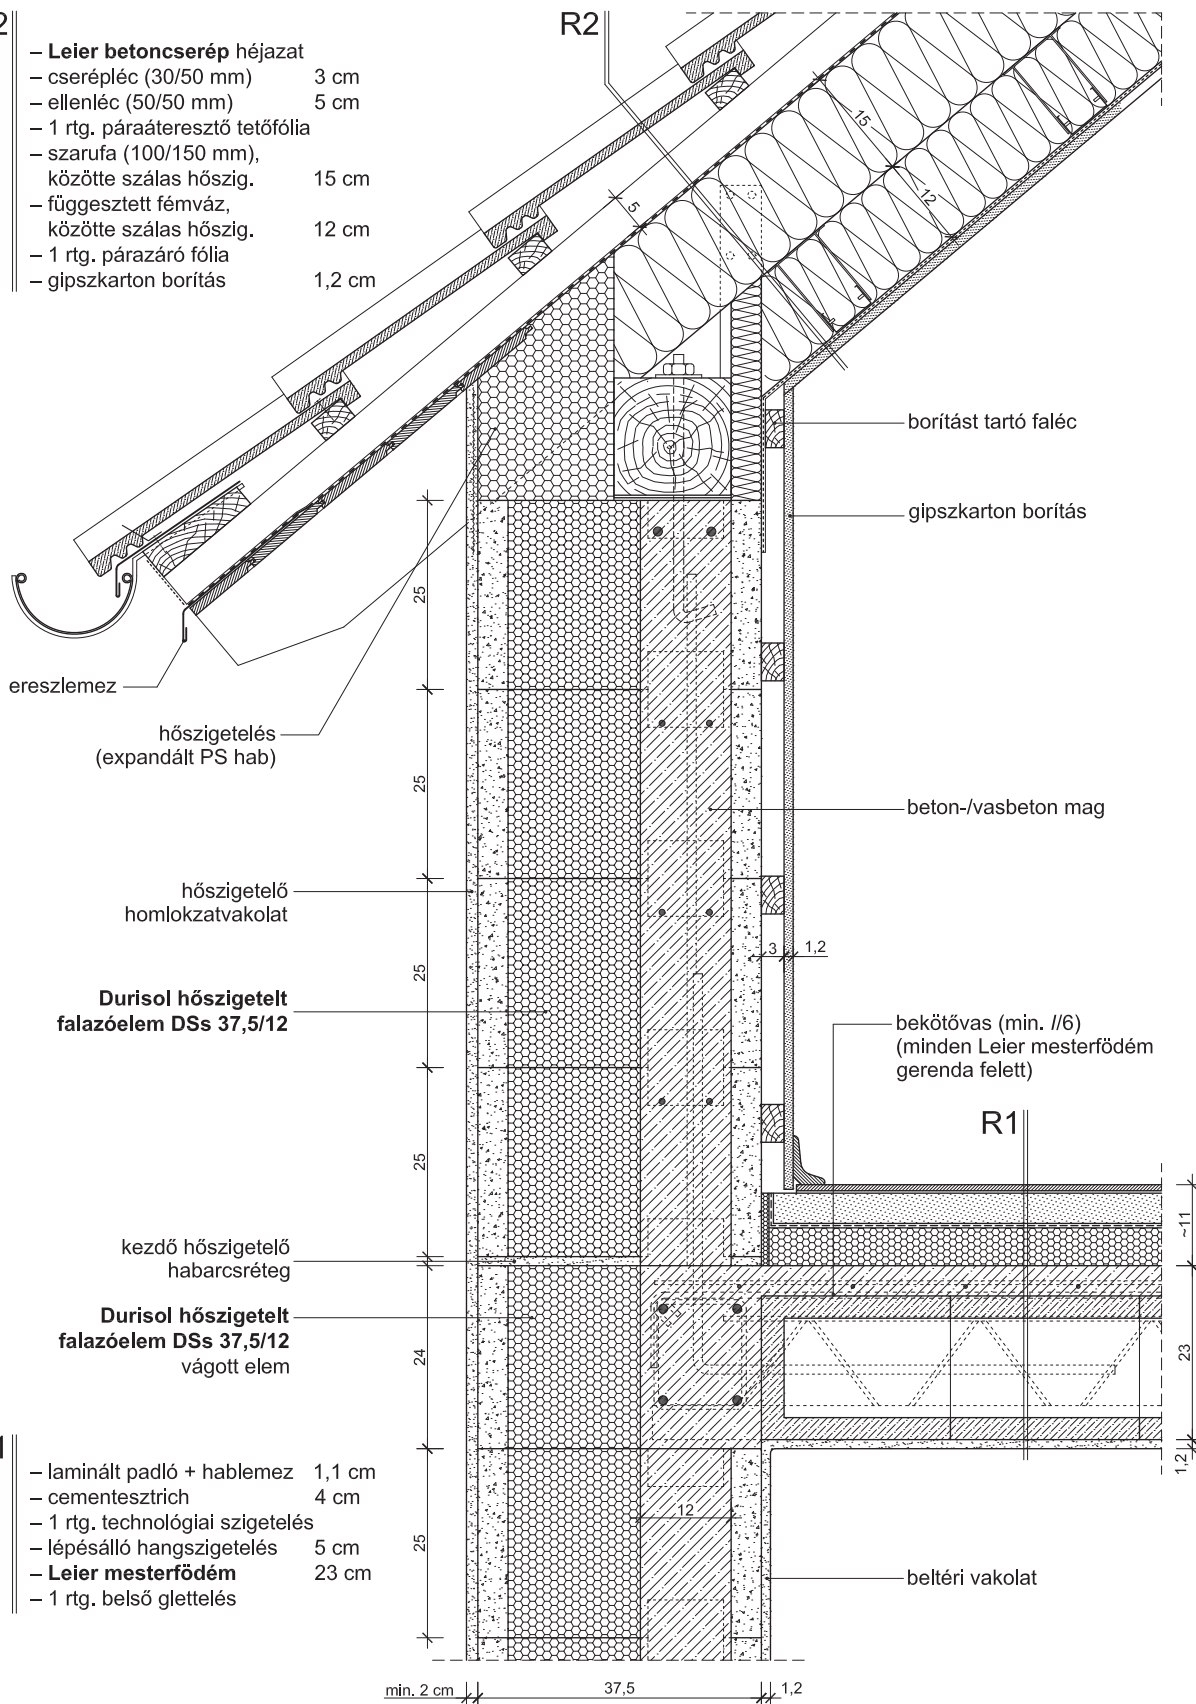 2
– Leier betoncserép héjazat
– cserépléc (30/50 mm) 3 cm
– ellenléc (50/50 mm) 5 cm
– 1 rtg. páraáteresztő tetőfólia
– szarufa (100/150 mm),
közötte szálas hőszig. 15 cm
– függesztett fémváz,
közötte szálas hőszig. 12 cm
– 1 rtg. párazáró fólia
– gipszkarton borítás 1,2 cm
R2
15
12
5
borítást tartó faléc
gipszkarton borítás
25
ereszlemez
hőszigetelés
(expandált PS hab)
25
beton-/vasbeton mag
hőszigetelő
homlokzatvakolat
25
3
1,2
Durisol hőszigetelt
falazóelem DSs 37,5/12
bekötővas (min. l/6)
(minden Leier mesterfödém
gerenda felett)
R1
25
~11
kezdő hőszigetelő
habarcsréteg
Durisol hőszigetelt
falazóelem DSs 37,5/12
vágott elem
24
23
1,2
1
– laminált padló + hablemez 1,1 cm
– cementesztrich 4 cm
– 1 rtg. technológiai szigetelés
– lépésálló hangszigetelés 5 cm
– Leier mesterfödém 23 cm
– 1 rtg. belső glettelés
25
12
beltéri vakolat
min. 2 cm
37,5
1,2